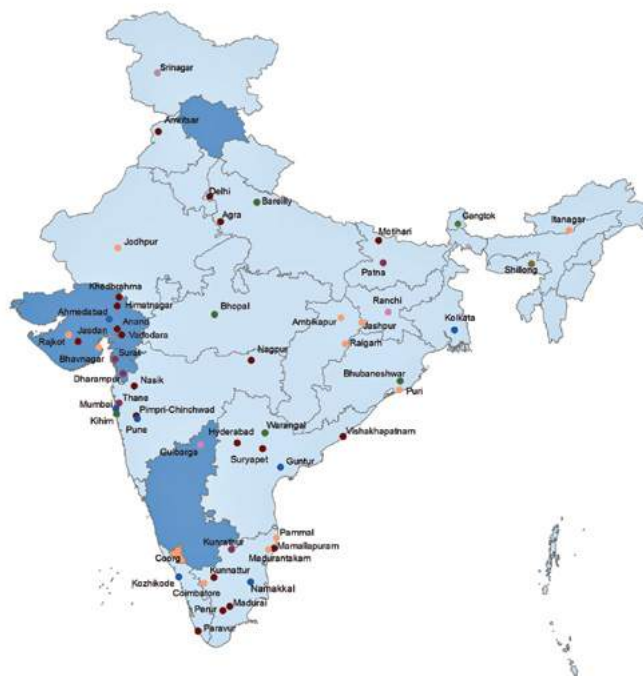 Srinagar
Amritsar
Delhi
Bareilly
Agra
Gangtok
Itanagar
Motihari
Jodhpur
Patna
Shillong
Khedbrahma
Himatnagar
Ahmedabad
Bhopal
Ranchi
Anand
Ambikapur
Jashpur
Kolkata
Jasdan
Vadodara
Rajkot
Raigarh
Bhavnagar
Surat
Nagpur
Dharampur
Bhubaneshwar
Nasik
Puri
Thane
Mumbai
Pimpri-Chinchwad
Kihim
Pune
Hyderabad
Warangal
Vishakhapatnam
Gulbarga
Suryapet
Guntur
Pammal
Mamallapuram
Madurantakam
Coorg
Kunnattur
Kozhikode
Coimbatore
Namakkal
Madurai
Perur
Paravur